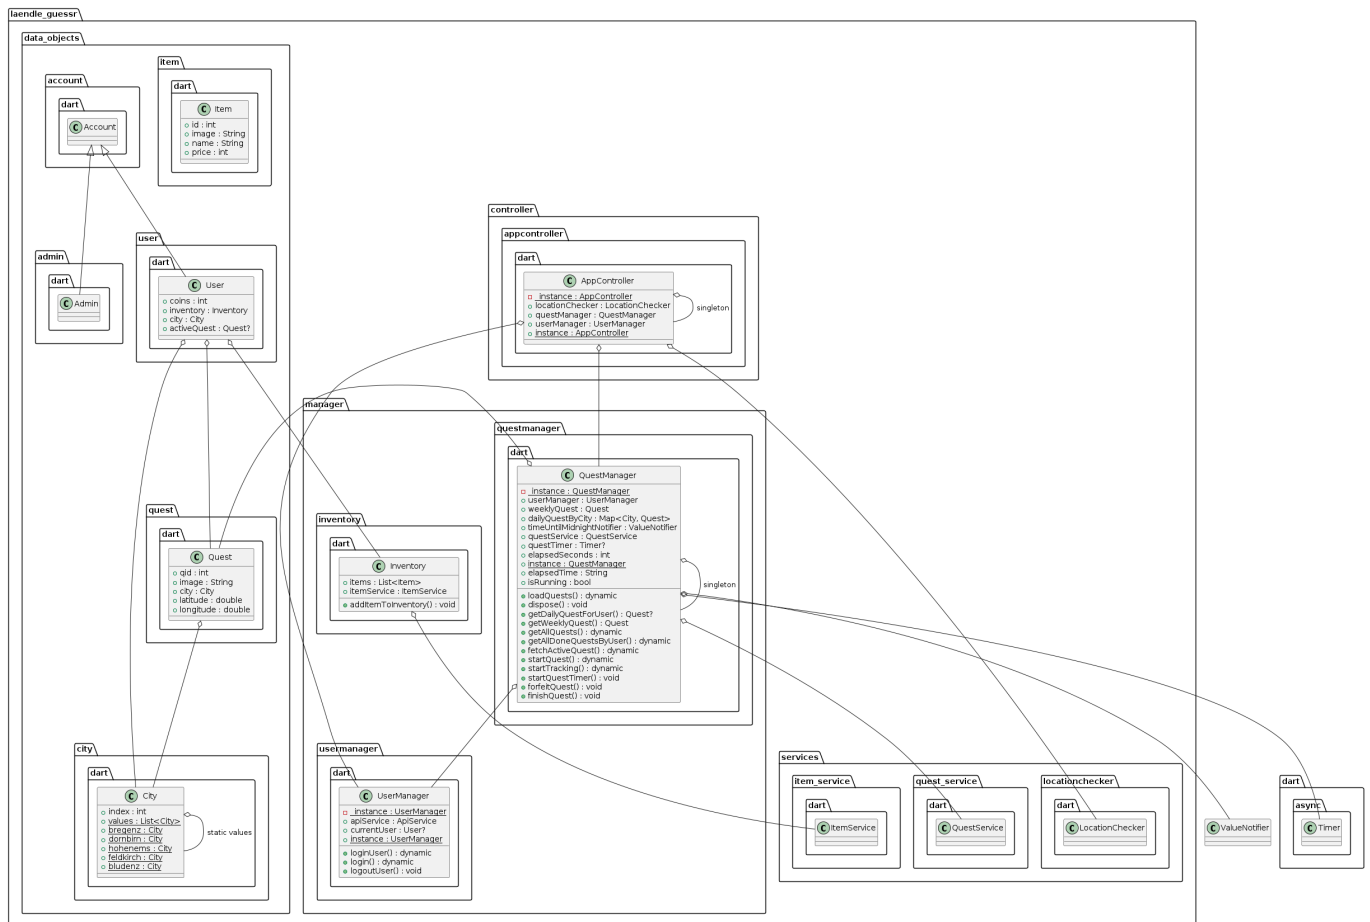 laendle_guessr
data_objects
account
dart
C Account
item
dart
C Item
id : int
image : String
name : String
price : int
admin
dart
C Admin
user
dart
C User
coins : int
inventory : Inventory
city : City
activeQuest : Quest?
controller
appcontroller
dart
C AppController
_instance : AppController
locationChecker : LocationChecker
questManager : QuestManager
userManager : UserManager
instance : AppController
singleton
manager
questmanager
dart
C QuestManager
_instance : QuestManager
userManager : UserManager
weeklyQuest : Quest
dailyQuestByCity : Map<City, Quest>
timeUntilMidnightNotifier : ValueNotifier
questService : QuestService
questTimer : Timer?
elapsedSeconds : int
instance : QuestManager
elapsedTime : String
isRunning : bool
loadQuests() : dynamic
dispose() : void
getDailyQuestForUser() : Quest?
getWeeklyQuest() : Quest
getAllQuests() : dynamic
getAllDoneQuestsByUser() : dynamic
fetchActiveQuest() : dynamic
startQuest() : dynamic
startTracking() : dynamic
startQuestTimer() : void
forfeitQuest() : void
finishQuest() : void
singleton
quest
dart
C Quest
qid : int
image : String
city : City
latitude : double
longitude : double
inventory
dart
C Inventory
items : List<Item>
itemService : ItemService
addItemToInventory() : void
city
dart
C City
index : int
values : List<City>
bregenz : City
dornbirn : City
hohenems : City
feldkirch : City
bludenz : City
static values
usermanager
dart
C UserManager
_instance : UserManager
apiService : ApiService
currentUser : User?
instance : UserManager
loginUser() : dynamic
login() : dynamic
logoutUser() : void
services
item_service
dart
C ItemService
quest_service
dart
C QuestService
locationchecker
dart
C LocationChecker
C ValueNotifier
dart
async
C Timer